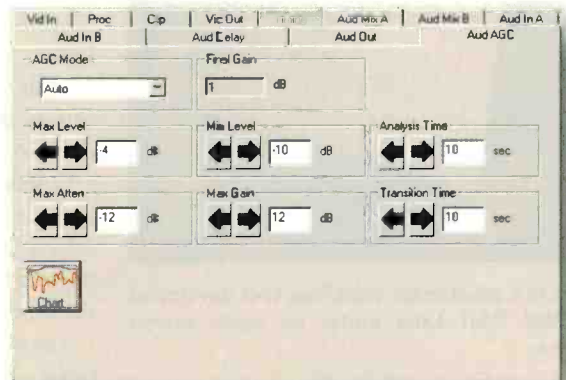 Vid In Proc Clip Vid Out Aud Mix A Aud Mix B Aud In A
Aud In B Aud Delay Aud Out Aud AGC
AGC Mode Final Gain
Auto 1 dB
Max Level Min Level Analysis Time
-4 dB -10 dB 10 sec
Max Atten Max Gain Transition Time
-12 dB 12 dB 10 sec
Chart